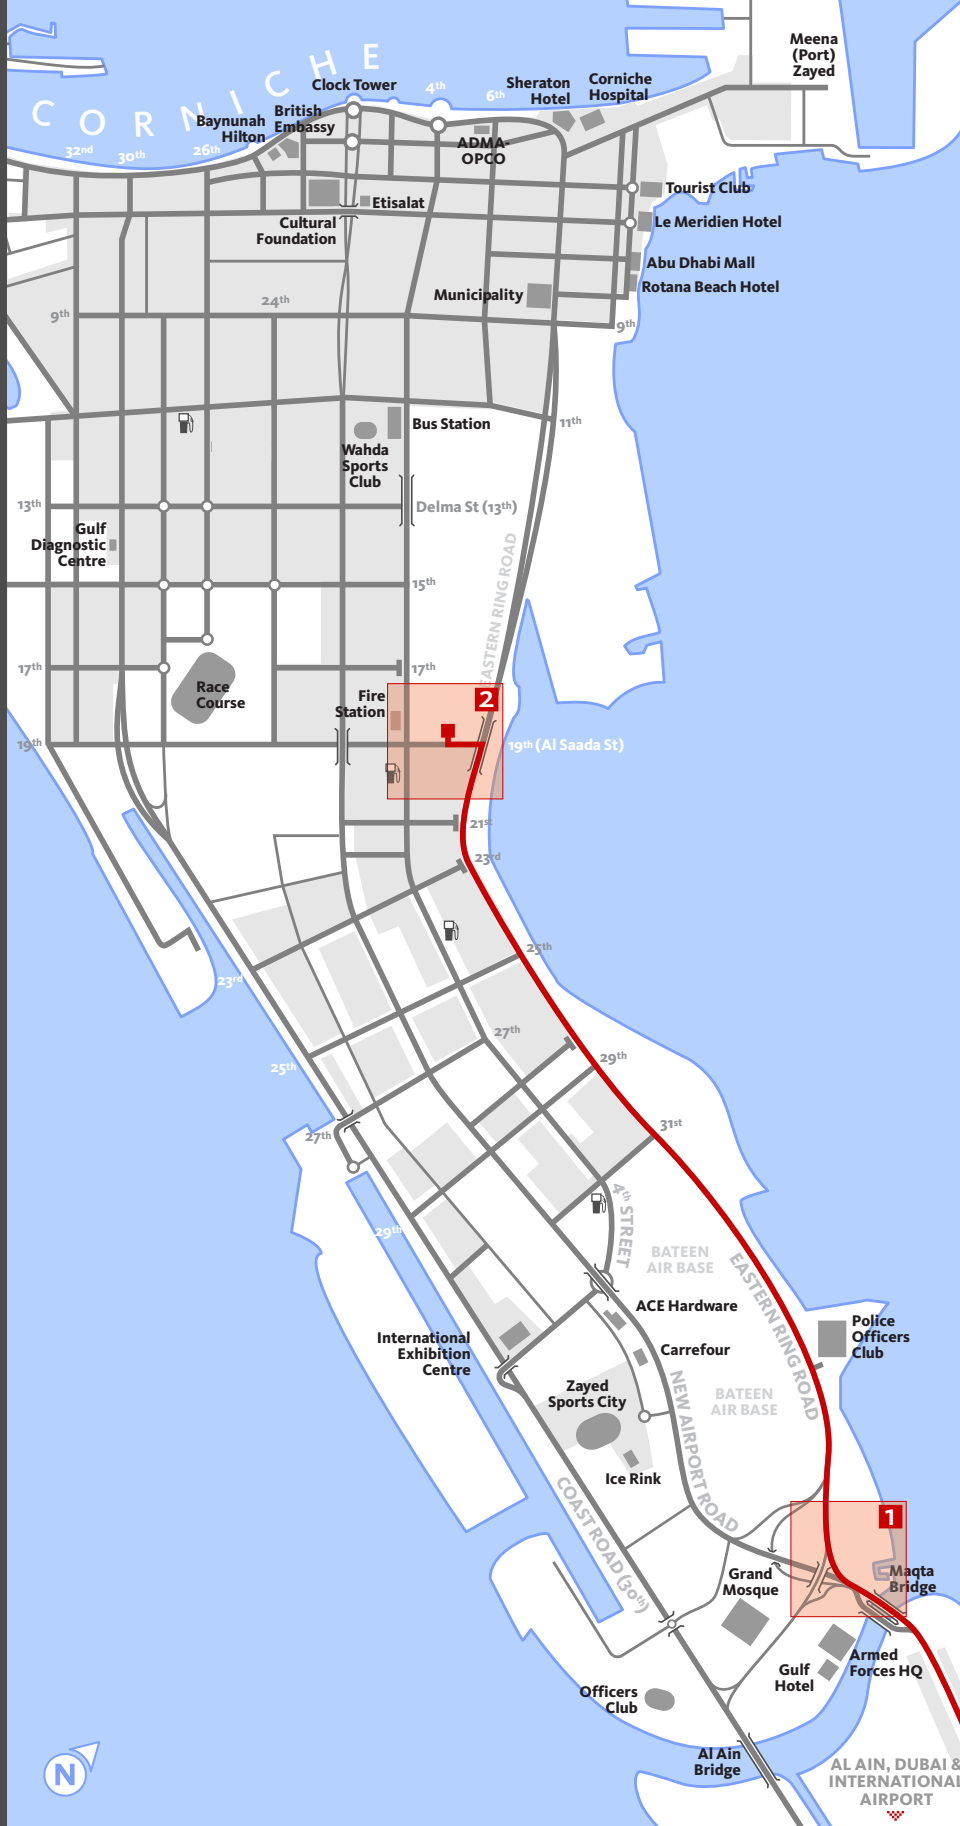 CORNICHE
Meena
(Port)
Zayed
Clock Tower
4th
6th
Sheraton
Hotel
Corniche
Hospital
British
Embassy
Baynunah
Hilton
32nd
30th
26th
ADMA-
OPCO
Tourist Club
Etisalat
Cultural
Foundation
Le Meridien Hotel
Abu Dhabi Mall
Rotana Beach Hotel
Municipality
24th
9th
9th
11th
Bus Station
Wahda
Sports
Club
13th
Delma St (13th)
Gulf
Diagnostic
Centre
EASTERN RING ROAD
15th
17th
17th
Race
Course
Fire
Station
2
19th
19th (Al Saada St)
21st
23rd
25th
23rd
27th
29th
25th
31st
27th
4th STREET
29th
BATEEN
AIR BASE
EASTERN RING ROAD
ACE Hardware
Police
Officers
Club
International
Exhibition
Centre
Carrefour
Zayed
Sports City
BATEEN
AIR BASE
NEW AIRPORT ROAD
Ice Rink
COAST ROAD (30th)
1
Grand
Mosque
Maqta
Bridge
Armed
Forces HQ
Gulf
Hotel
Officers
Club
Al Ain
Bridge
N
AL AIN, DUBAI &
INTERNATIONAL
AIRPORT